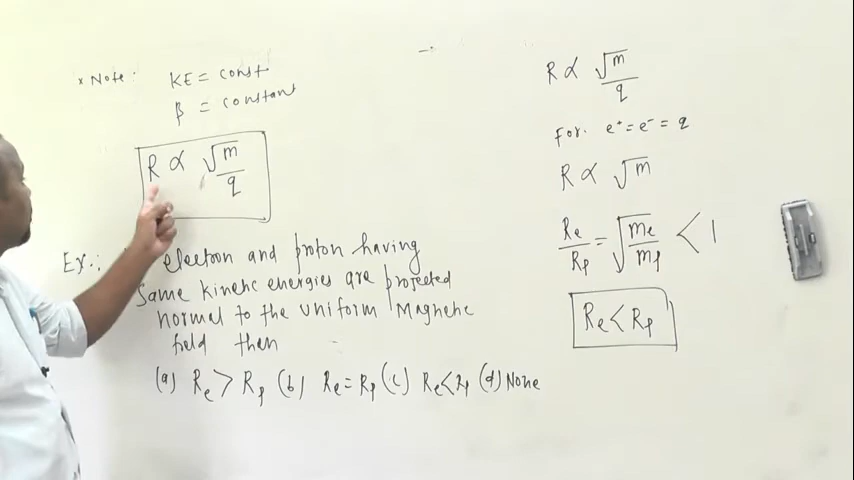 * Note: KE = const
B = constant
R ∝ √m/q
Ex.: electron and proton having
Same kinetic energies are projected
normal to the uniform Magnetic
field then
(a) Re > Rp (b) Re = Rp (c) Re < Rp (d) None
R ∝ √m/q
for e⁺ = e⁻ = q
R ∝ √m
Re/Rp = √me/mp < 1
Re < Rp